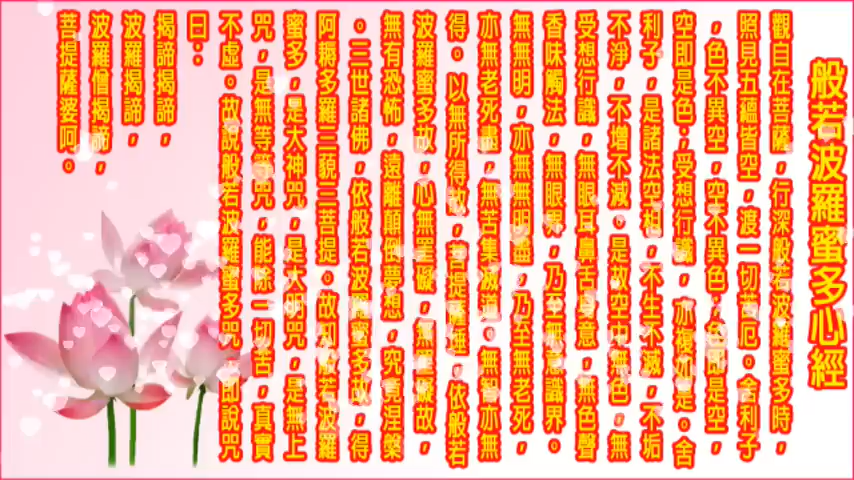 般若波羅蜜多心經
觀自在菩薩,行深般若波羅蜜多時,
照見五蘊皆空,渡一切苦厄。舍利子
,色不異空,空不異色;色即是空,
空即是色;受想行識,亦復如是。舍
利子,是諸法空相,不生不滅,不垢
不淨,不增不減。是故空中無色,無
受想行識,無眼耳鼻舌身意,無色聲
香味觸法,無眼界,乃至無意識界。
無無明,亦無無明盡,乃至無老死,
亦無老死盡,無苦集滅道。無智亦無
得。以無所得故,菩提薩埵,依般若
波羅蜜多故,心無罣礙,無罣礙故,
無有恐怖,遠離顛倒夢想,究竟涅槃
。三世諸佛,依般若波羅蜜多故,得
阿耨多羅三藐三菩提。故知般若波羅
蜜多,是大神咒,是大明咒,是無上
咒,是無等等咒,能除一切苦,真實
不虛。故說般若波羅蜜多咒,即說咒
曰:
揭諦揭諦,
波羅揭諦,
波羅僧揭諦,
菩提薩婆呵。